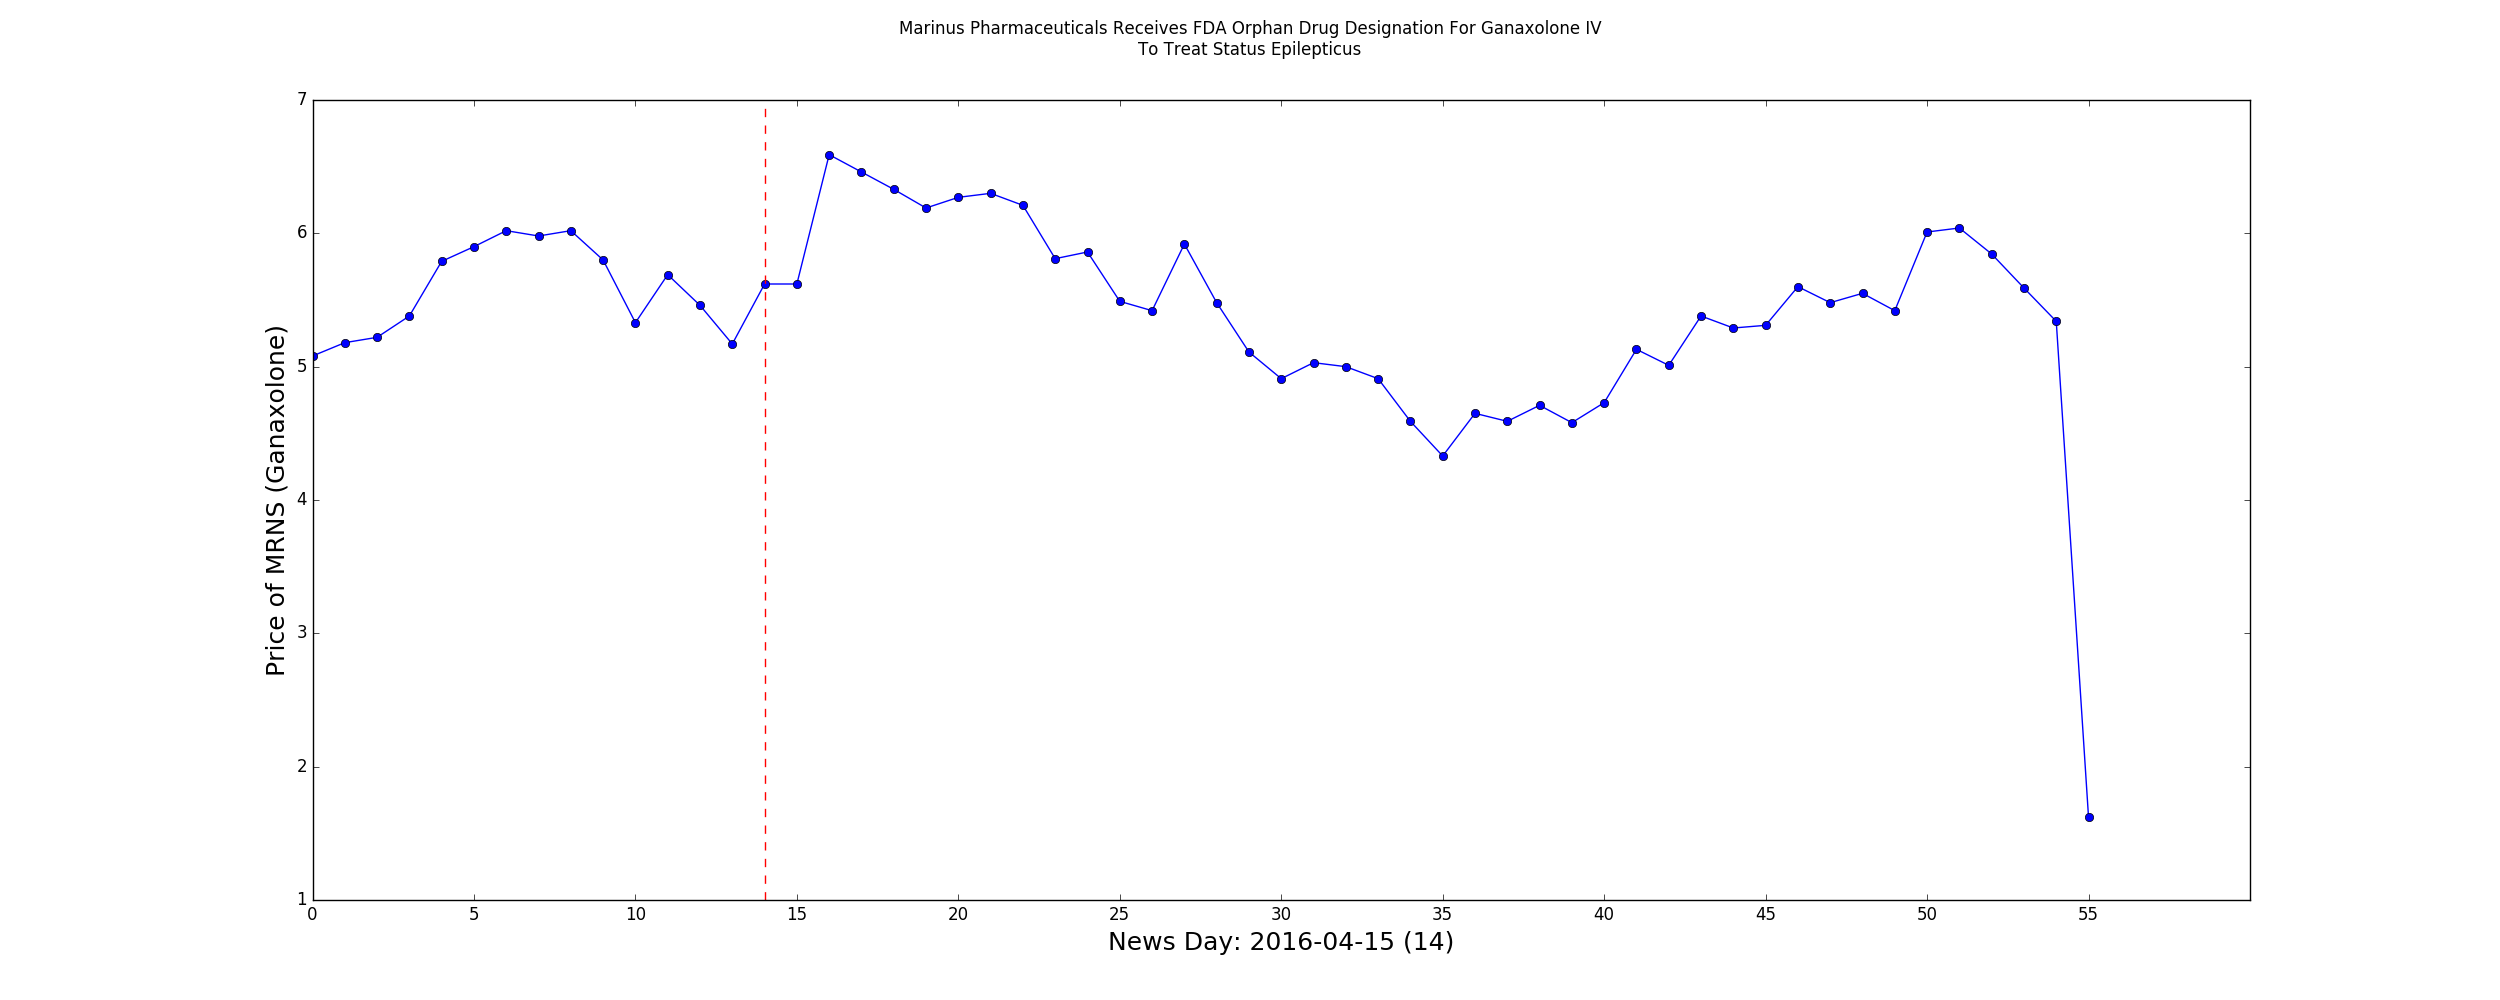 Marinus Pharmaceuticals Receives FDA Orphan Drug Designation For Ganaxolone IV
To Treat Status Epilepticus
Price of MRNS (Ganaxolone)
7
6
5
4
3
2
1
0 5 10 15 20 25 30 35 40 45 50 55
News Day: 2016-04-15 (14)